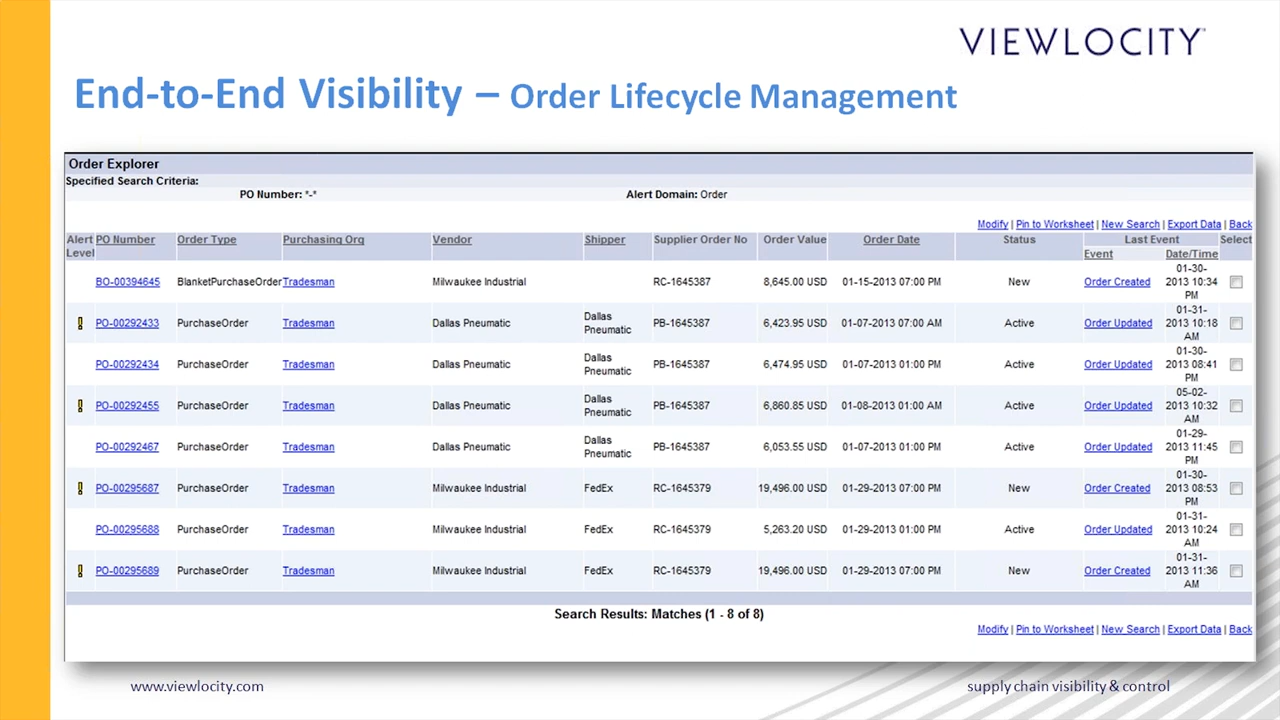 VIEWLOCITY™
End-to-End Visibility – Order Lifecycle Management
Order Explorer
Specified Search Criteria:
PO Number: *-* Alert Domain: Order
Modify | Pin to Worksheet | New Search | Export Data | Back
Alert Level PO Number Order Type Purchasing Org Vendor Shipper Supplier Order No Order Value Order Date Status Last Event Select
Event Date/Time
BO-00394645 BlanketPurchaseOrder Tradesman Milwaukee Industrial RC-1645387 8,645.00 USD 01-15-2013 07:00 PM New Order Created 01-30-2013 10:34 PM
! PO-00292433 PurchaseOrder Tradesman Dallas Pneumatic Dallas Pneumatic PB-1645387 6,423.95 USD 01-07-2013 07:00 AM Active Order Updated 01-31-2013 10:18 AM
PO-00292434 PurchaseOrder Tradesman Dallas Pneumatic Dallas Pneumatic PB-1645387 6,474.95 USD 01-07-2013 01:00 PM Active Order Updated 01-30-2013 08:41 PM
! PO-00292455 PurchaseOrder Tradesman Dallas Pneumatic Dallas Pneumatic PB-1645387 6,860.85 USD 01-08-2013 01:00 AM Active Order Updated 05-02-2013 10:32 AM
PO-00292467 PurchaseOrder Tradesman Dallas Pneumatic Dallas Pneumatic PB-1645387 6,053.55 USD 01-07-2013 01:00 PM Active Order Updated 01-29-2013 11:45 PM
! PO-00295687 PurchaseOrder Tradesman Milwaukee Industrial FedEx RC-1645379 19,496.00 USD 01-29-2013 07:00 PM New Order Created 01-30-2013 08:53 PM
PO-00295688 PurchaseOrder Tradesman Milwaukee Industrial FedEx RC-1645379 5,263.20 USD 01-29-2013 01:00 PM Active Order Updated 01-31-2013 10:24 AM
! PO-00295689 PurchaseOrder Tradesman Milwaukee Industrial FedEx RC-1645379 19,496.00 USD 01-29-2013 07:00 PM New Order Created 01-31-2013 11:36 AM
Search Results: Matches (1 - 8 of 8)
Modify | Pin to Worksheet | New Search | Export Data | Back
www.viewlocity.com supply chain visibility & control